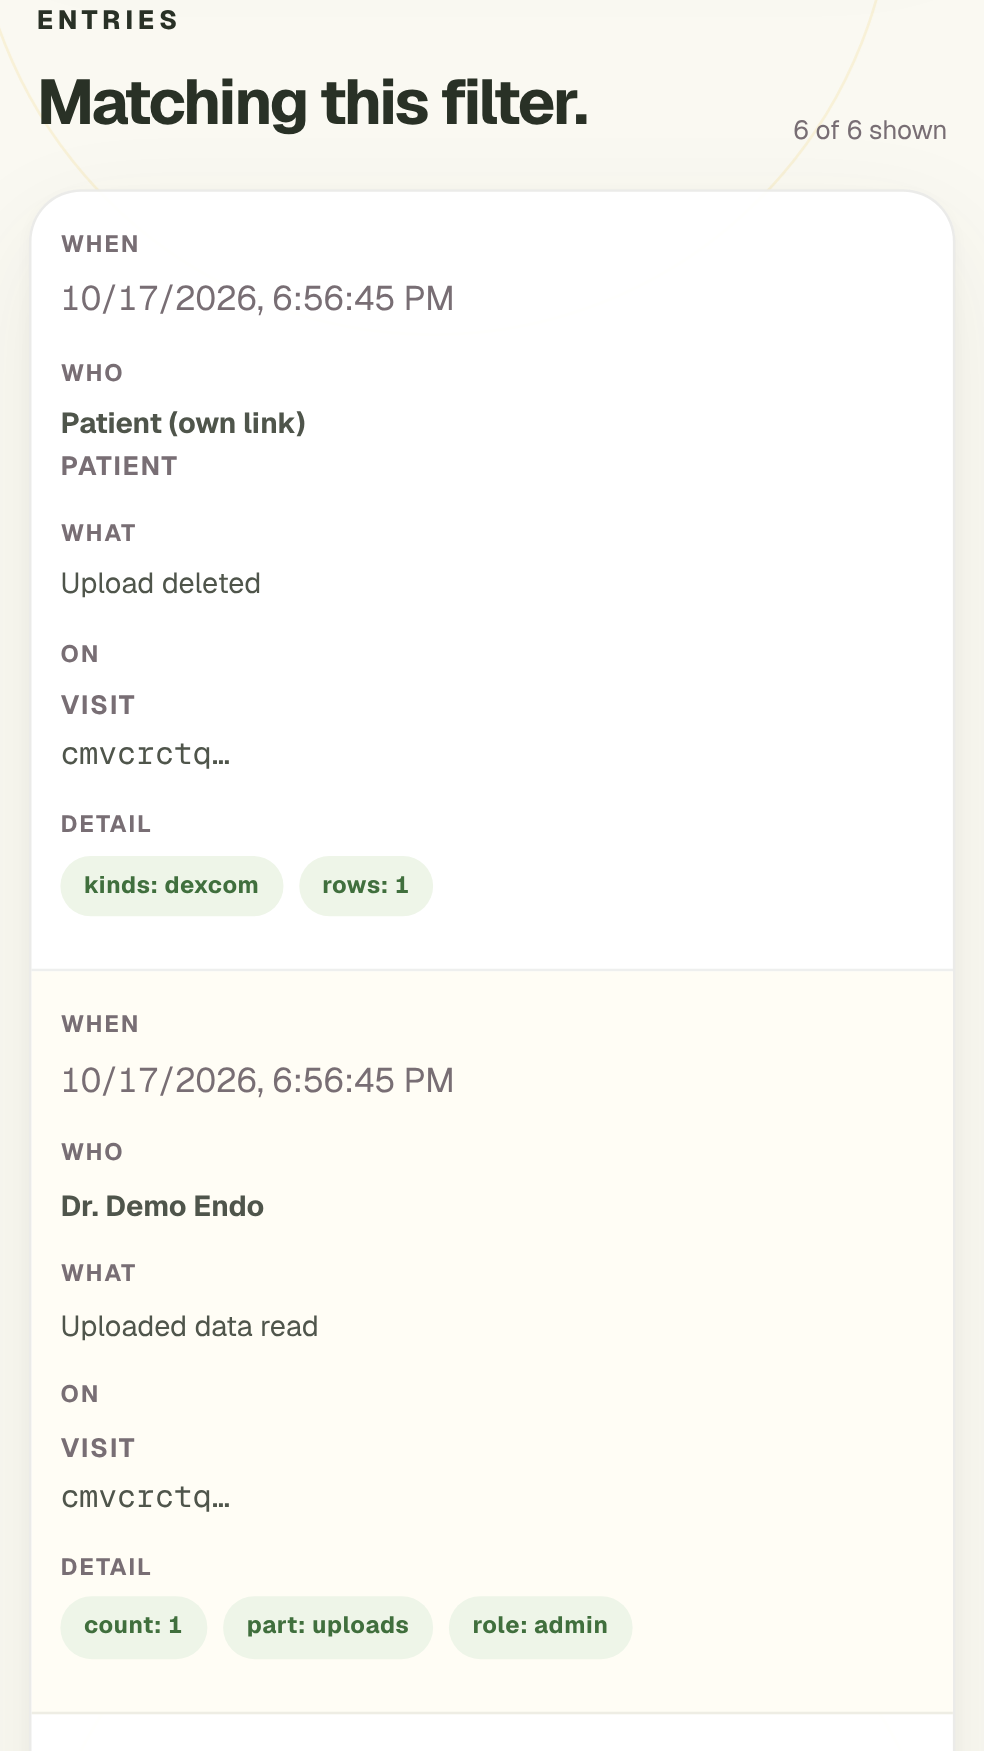 ENTRIES
Matching this filter.
6 of 6 shown
WHEN
10/17/2026, 6:56:45 PM
WHO
Patient (own link)
PATIENT
WHAT
Upload deleted
ON
VISIT
cmvcrctq…
DETAIL
kinds: dexcom rows: 1
WHEN
10/17/2026, 6:56:45 PM
WHO
Dr. Demo Endo
WHAT
Uploaded data read
ON
VISIT
cmvcrctq…
DETAIL
count: 1 part: uploads role: admin